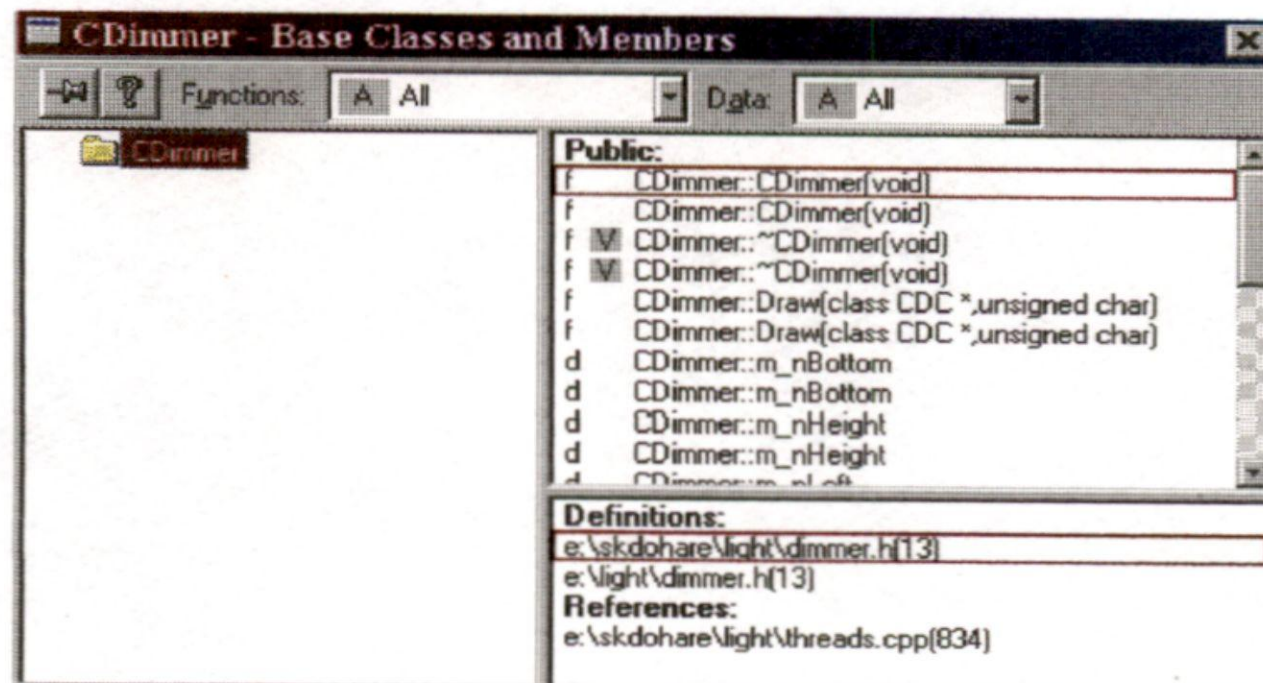 CDimmer - Base Classes and Members
Functions: A All Data: A All
CDimmer
Public:
f CDimmer::CDimmer(void)
f CDimmer::CDimmer(void)
f V CDimmer::~CDimmer(void)
f V CDimmer::~CDimmer(void)
f CDimmer::Draw(class CDC *,unsigned char)
f CDimmer::Draw(class CDC *,unsigned char)
d CDimmer::m_nBottom
d CDimmer::m_nBottom
d CDimmer::m_nHeight
d CDimmer::m_nHeight
d CDimmer::m_nLeft
Definitions:
e:\skdohare\light\dimmer.h(13)
e:\light\dimmer.h(13)
References:
e:\skdohare\light\threads.cpp(834)